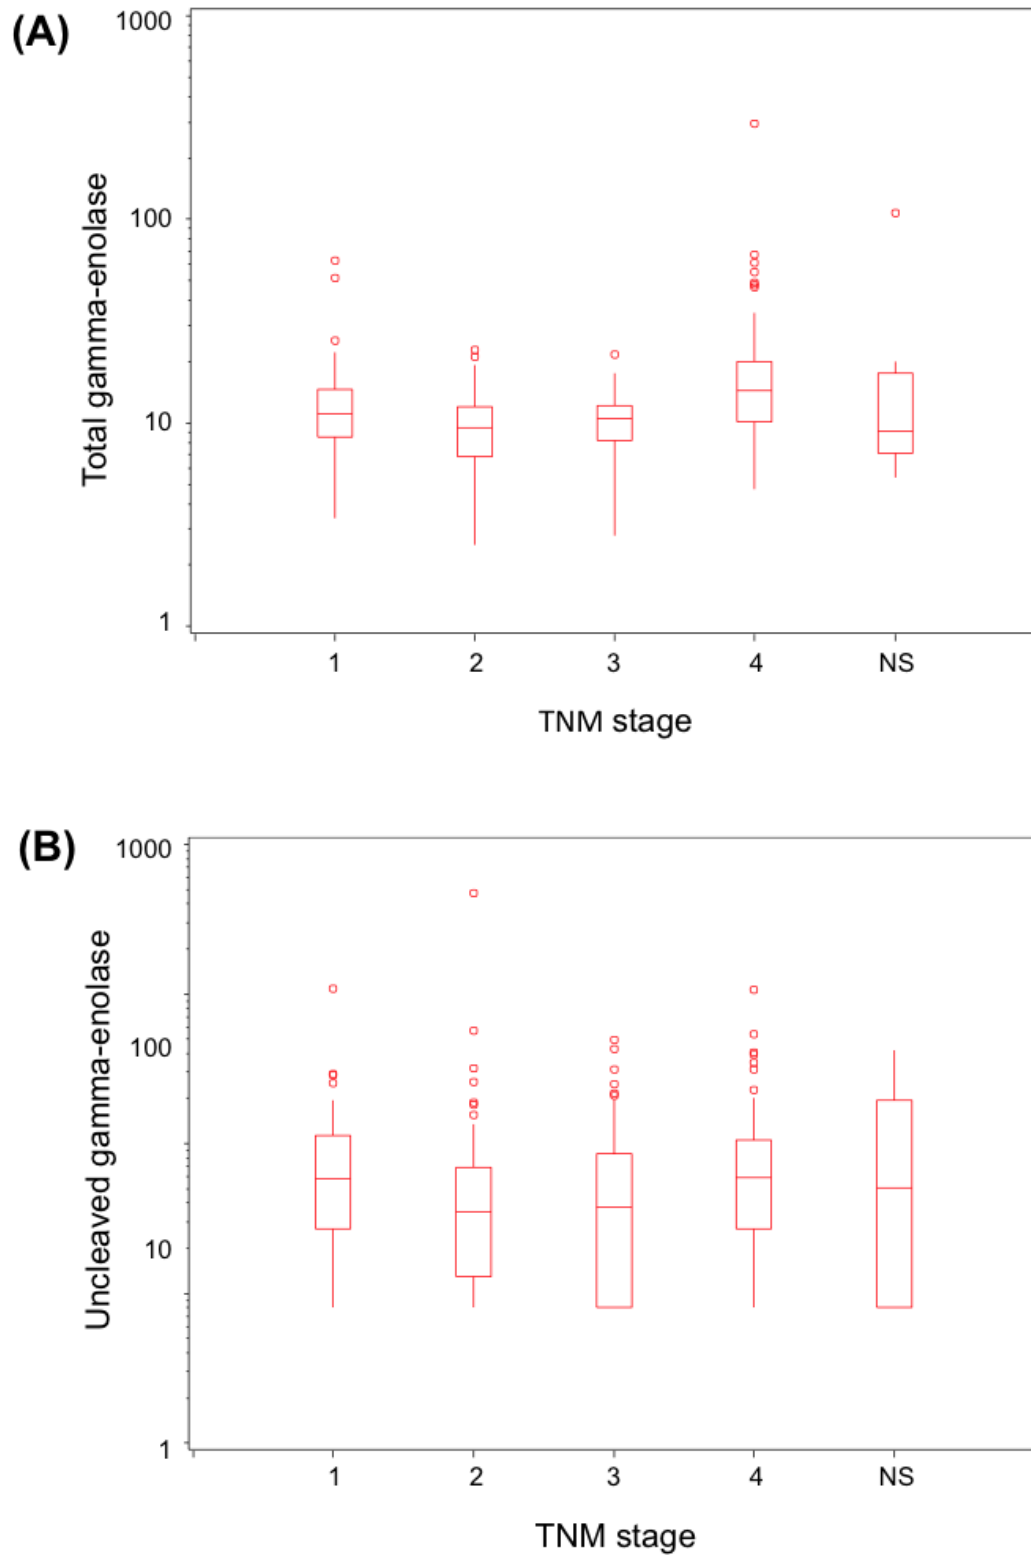 (A)
Total gamma-enolase
1000
100
10
1
1 2 3 4 NS
TNM stage
(B)
Uncleaved gamma-enolase
1000
100
10
1
1 2 3 4 NS
TNM stage